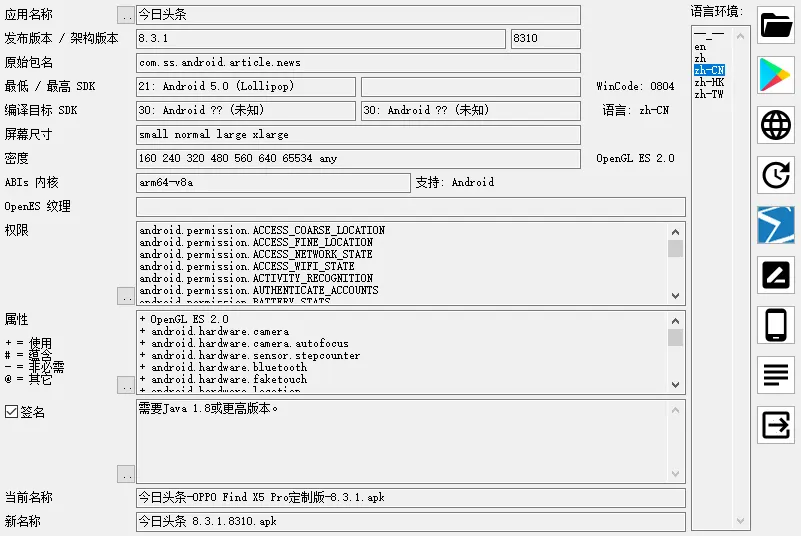 应用名称 .. 今日头条
发布版本 / 架构版本 8.3.1 8310
原始包名 com.ss.android.article.news
最低 / 最高 SDK 21: Android 5.0 (Lollipop) WinCode: 0804
编译目标 SDK 30: Android ?? (未知) 30: Android ?? (未知) 语言: zh-CN
屏幕尺寸 small normal large xlarge
密度 160 240 320 480 560 640 65534 any OpenGL ES 2.0
ABIs 内核 arm64-v8a 支持: Android
OpenES 纹理
权限
android.permission.ACCESS_COARSE_LOCATION
android.permission.ACCESS_FINE_LOCATION
android.permission.ACCESS_NETWORK_STATE
android.permission.ACCESS_WIFI_STATE
android.permission.ACTIVITY_RECOGNITION
android.permission.AUTHENTICATE_ACCOUNTS
android.permission.BATTERY_STATS
..
属性
+ = 使用
# = 蕴含
- = 非必需
@ = 其它
+ OpenGL ES 2.0
+ android.hardware.camera
+ android.hardware.camera.autofocus
+ android.hardware.sensor.stepcounter
+ android.hardware.bluetooth
+ android.hardware.faketouch
+ android.hardware.location
..
签名
需要Java 1.8或更高版本。
..
当前名称 今日头条-OPPO Find X5 Pro定制版-8.3.1.apk
新名称 今日头条 8.3.1.8310.apk
语言环境:
--_--
en
zh
zh-CN
zh-HK
zh-TW